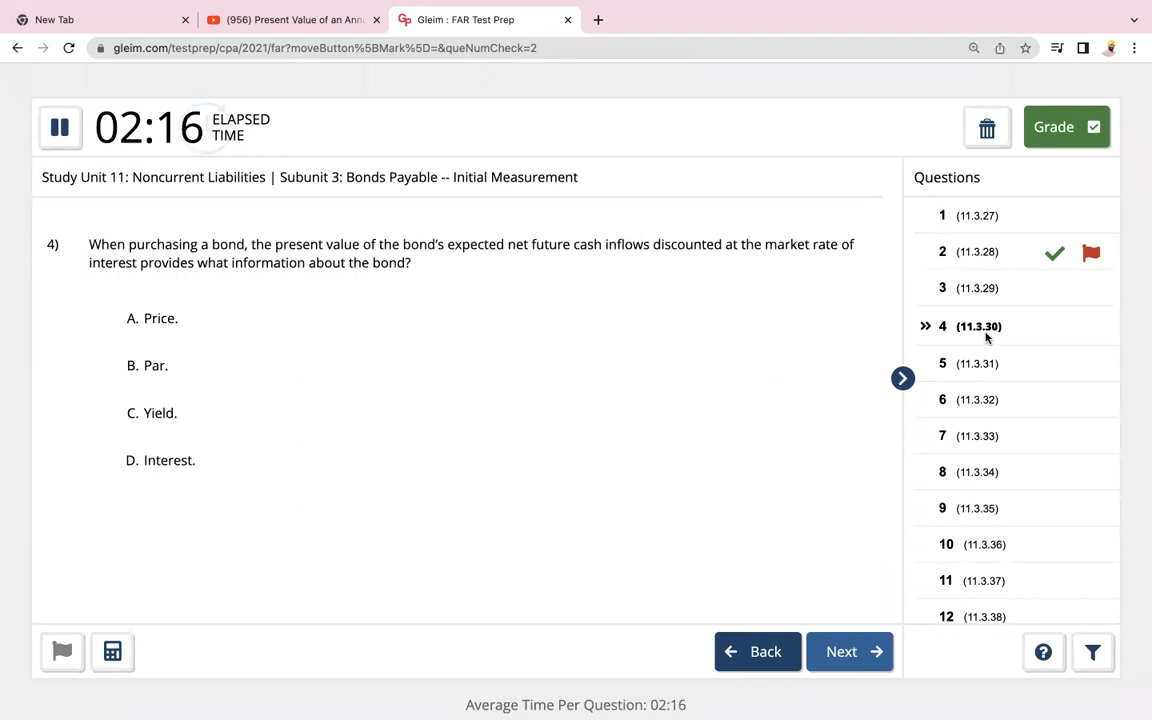 New Tab
(956) Present Value of an Annu
Gleim : FAR Test Prep
gleim.com/testprep/cpa/2021/far?moveButton%5BMark%5D=&queNumCheck=2
02:16 ELAPSED TIME
Grade
Study Unit 11: Noncurrent Liabilities | Subunit 3: Bonds Payable -- Initial Measurement
Questions
4) When purchasing a bond, the present value of the bond's expected net future cash inflows discounted at the market rate of
interest provides what information about the bond?
A. Price.
B. Par.
C. Yield.
D. Interest.
1 (11.3.27)
2 (11.3.28)
3 (11.3.29)
4 (11.3.30)
5 (11.3.31)
6 (11.3.32)
7 (11.3.33)
8 (11.3.34)
9 (11.3.35)
10 (11.3.36)
11 (11.3.37)
12 (11.3.38)
Back
Next
Average Time Per Question: 02:16